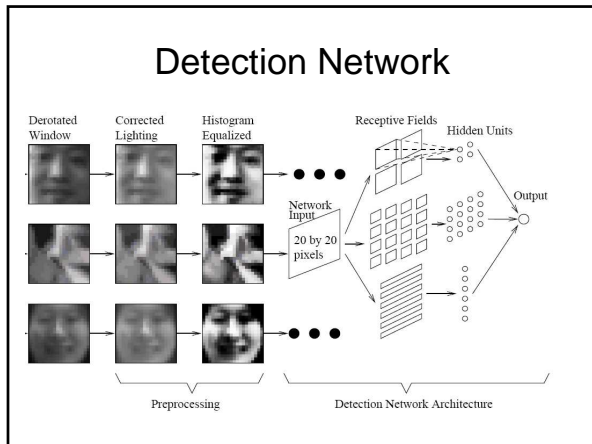 Detection Network
Derotated
Window
Corrected
Lighting
Histogram
Equalized
Receptive Fields
Hidden Units
Network
Input
20 by 20
pixels
Output
Preprocessing
Detection Network Architecture